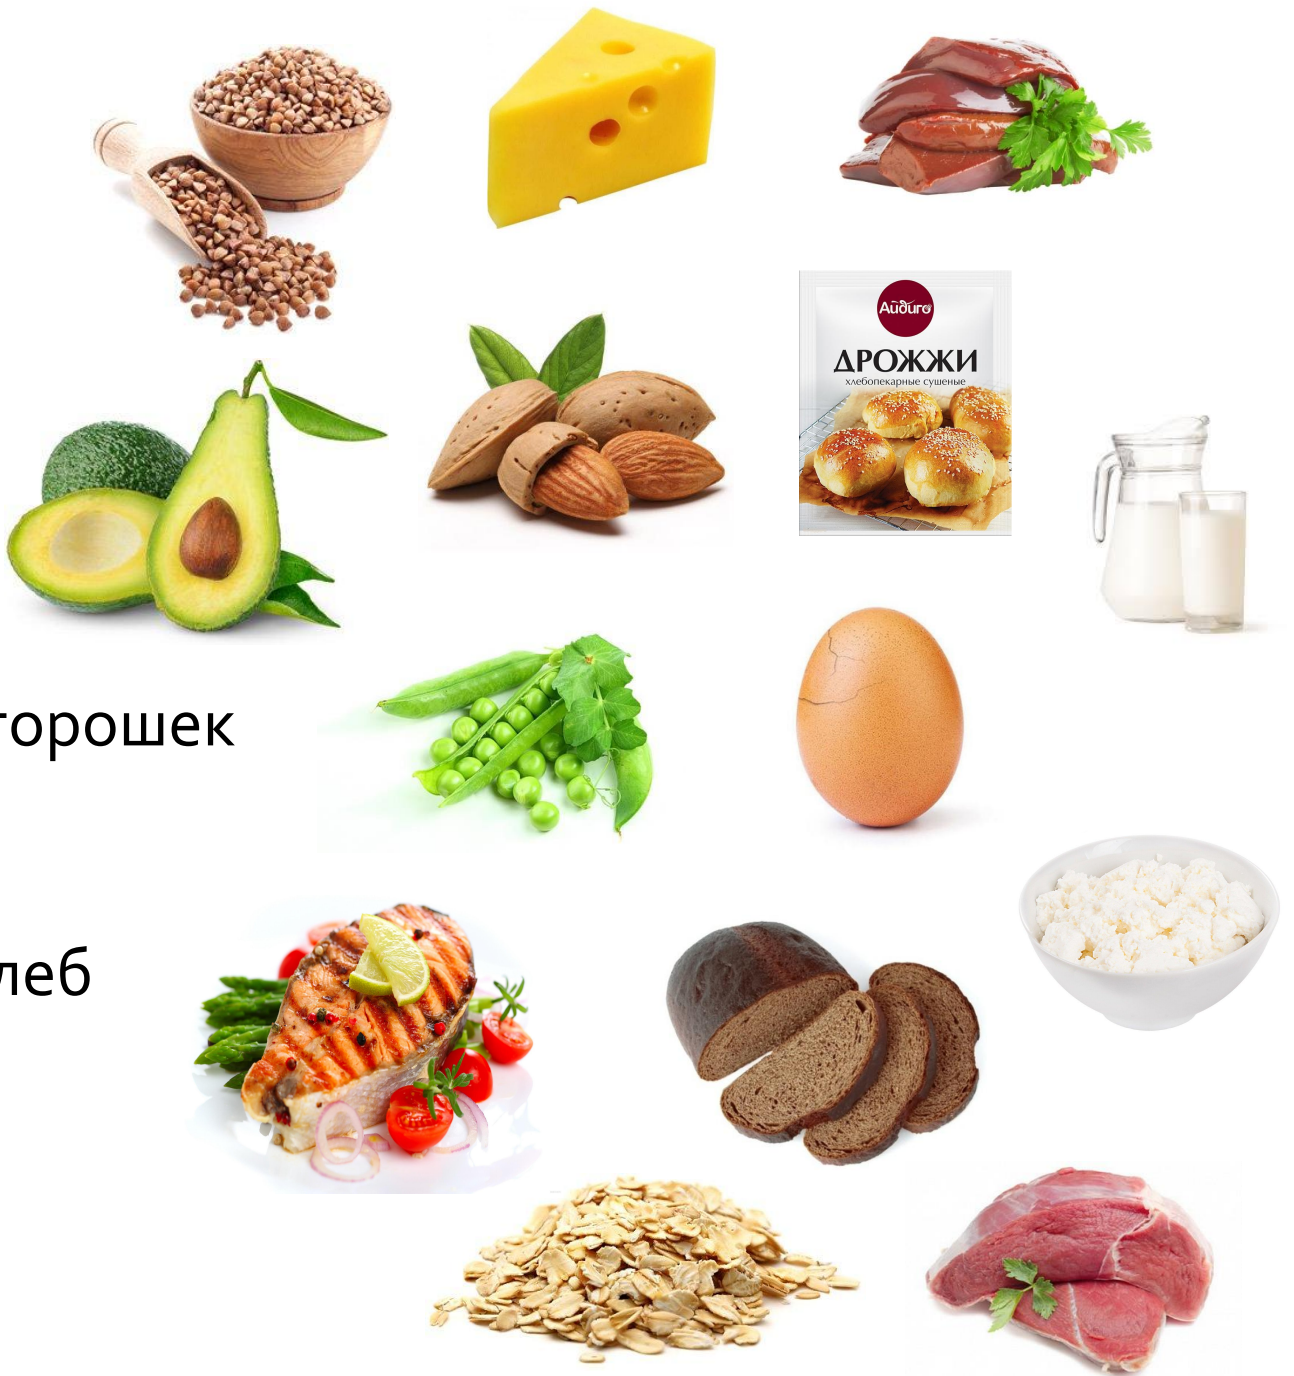 Айдиго
ДРОЖЖИ
хлебопекарные сушеные
горошек
леб